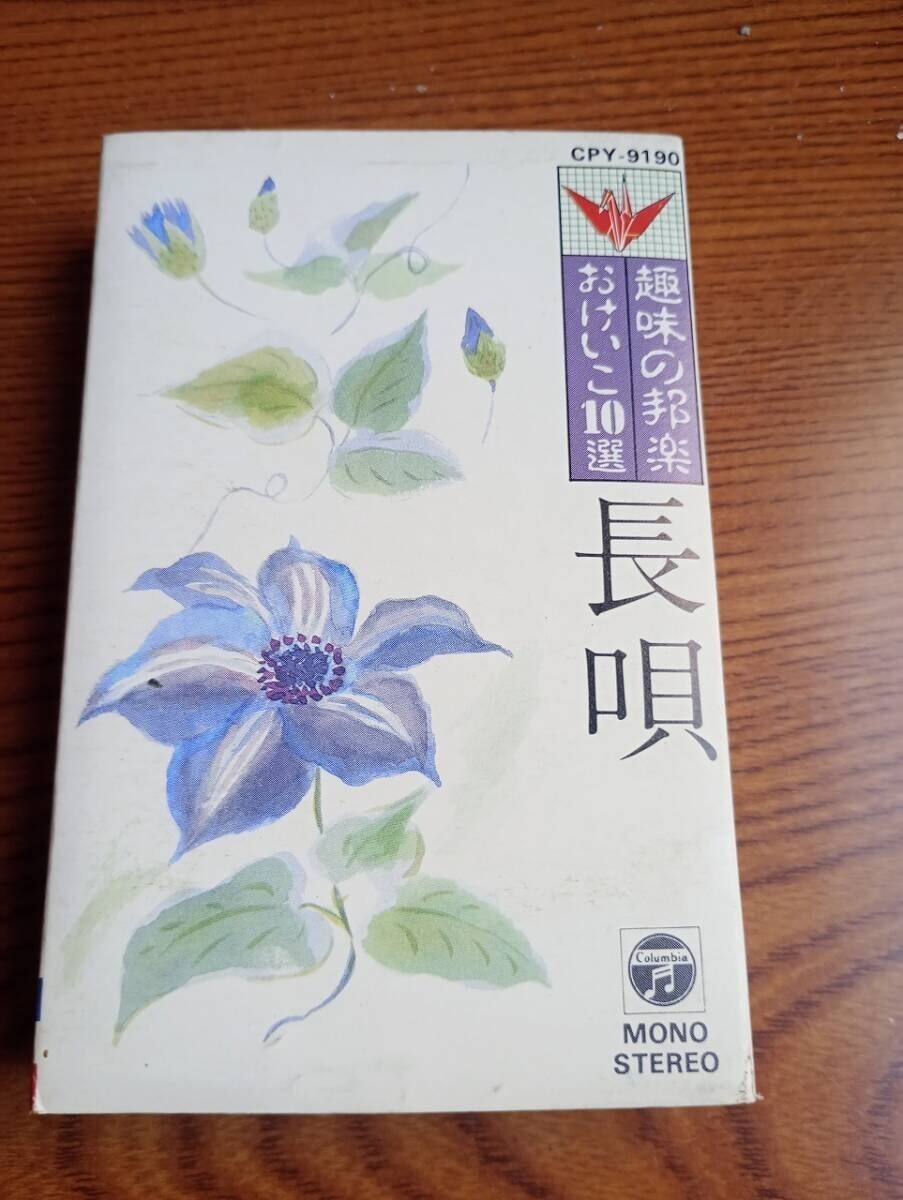 CPY-9190
趣味の邦楽
おけいこ10選
長唄
Columbia
MONO
STEREO